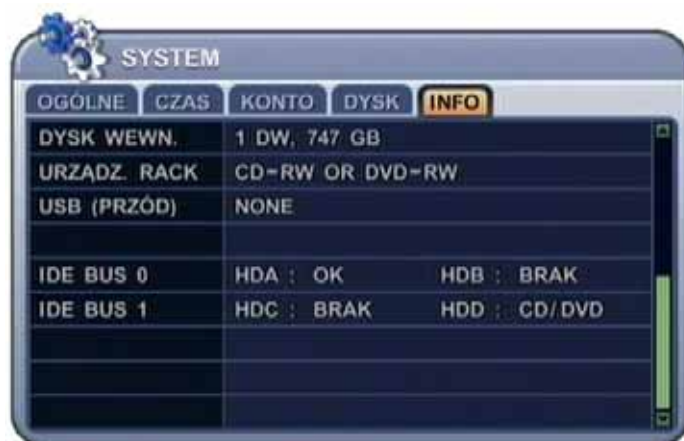 SYSTEM
OGÓLNE CZAS KONTO DYSK INFO
DYSK WEWN. 1 DW, 747 GB
URZĄDZ. RACK CD-RW OR DVD-RW
USB (PRZÓD) NONE
IDE BUS 0 HDA : OK HDB : BRAK
IDE BUS 1 HDC : BRAK HDD : CD/DVD